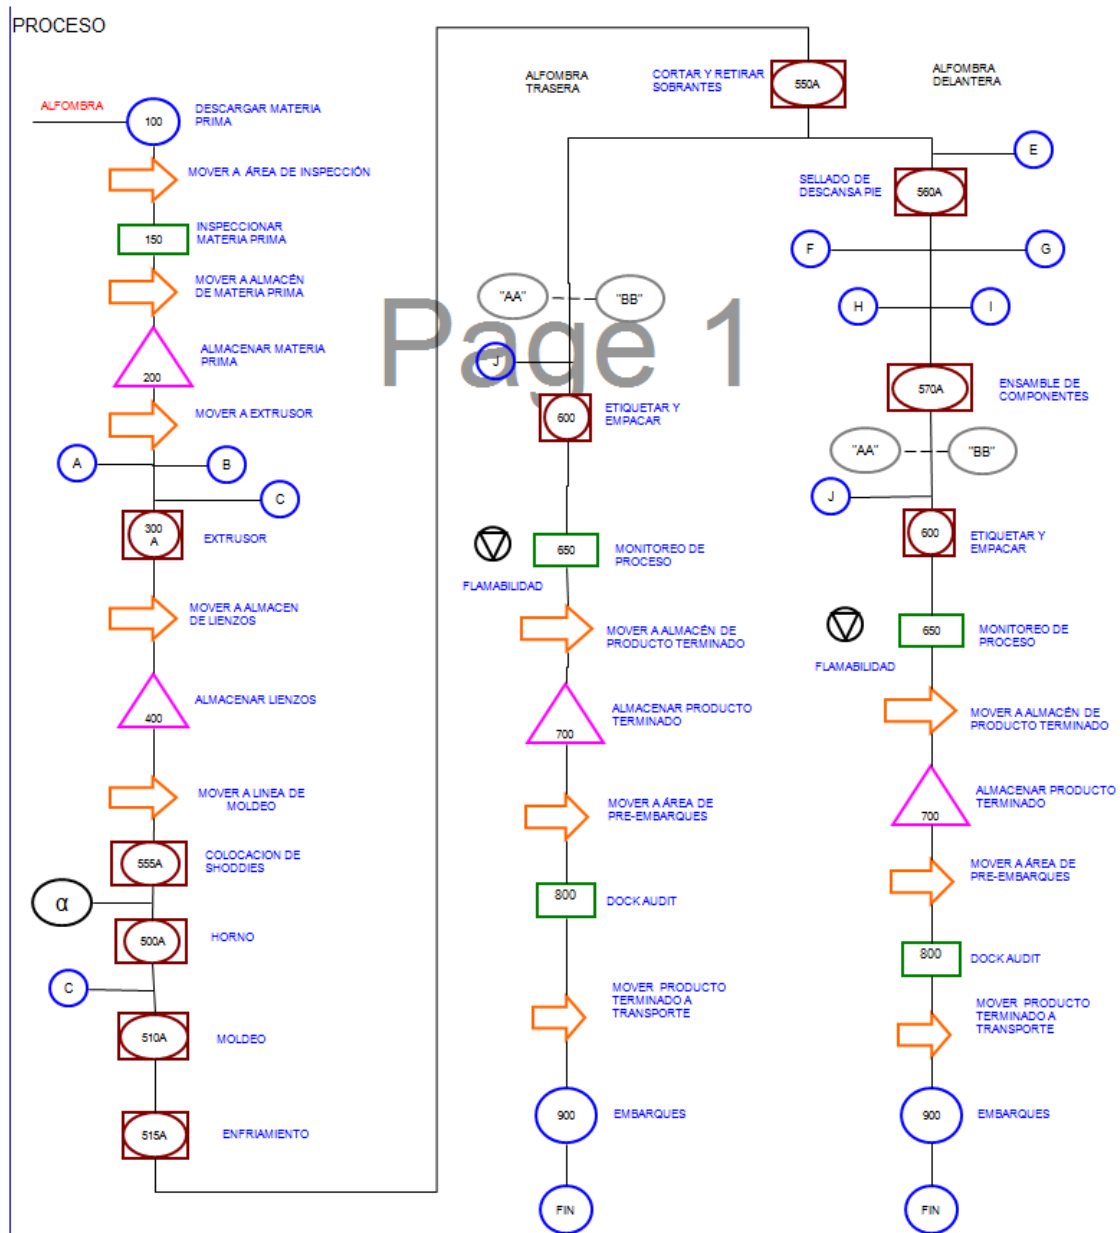 PROCESO
ALFOMBRA
100
DESCARGAR MATERIA
PRIMA
MOVER A ÁREA DE INSPECCIÓN
150
INSPECCIONAR
MATERIA PRIMA
MOVER A ALMACÉN
DE MATERIA PRIMA
200
ALMACENAR MATERIA
PRIMA
MOVER A EXTRUSOR
A
B
C
300
A
EXTRUSOR
MOVER A ALMACEN
DE LIENZOS
400
ALMACENAR LIENZOS
MOVER A LINEA DE
MOLDEO
555A
COLOCACION DE
SHODDIES
α
500A
HORNO
C
510A
MOLDEO
515A
ENFRIAMIENTO
CORTAR Y RETIRAR
SOBRANTES
550A
ALFOMBRA
TRASERA
"AA"
"BB"
Page 1
J
600
ETIQUETAR Y
EMPACAR
650
MONITOREO DE
PROCESO
FLAMABILIDAD
MOVER A ALMACÉN DE
PRODUCTO TERMINADO
700
ALMACENAR PRODUCTO
TERMINADO
MOVER A ÁREA DE
PRE-EMBARQUES
800
DOCK AUDIT
MOVER PRODUCTO
TERMINADO A
TRANSPORTE
900
EMBARQUES
FIN
ALFOMBRA
DELANTERA
E
SELLADO DE
DESCANSA PIE
560A
F
G
H
I
570A
ENSAMBLE DE
COMPONENTES
"AA"
"BB"
J
600
ETIQUETAR Y
EMPACAR
650
MONITOREO DE
PROCESO
FLAMABILIDAD
MOVER A ALMACÉN DE
PRODUCTO TERMINADO
700
ALMACENAR PRODUCTO
TERMINADO
MOVER A ÁREA DE
PRE-EMBARQUES
800
DOCK AUDIT
MOVER PRODUCTO
TERMINADO A
TRANSPORTE
900
EMBARQUES
FIN